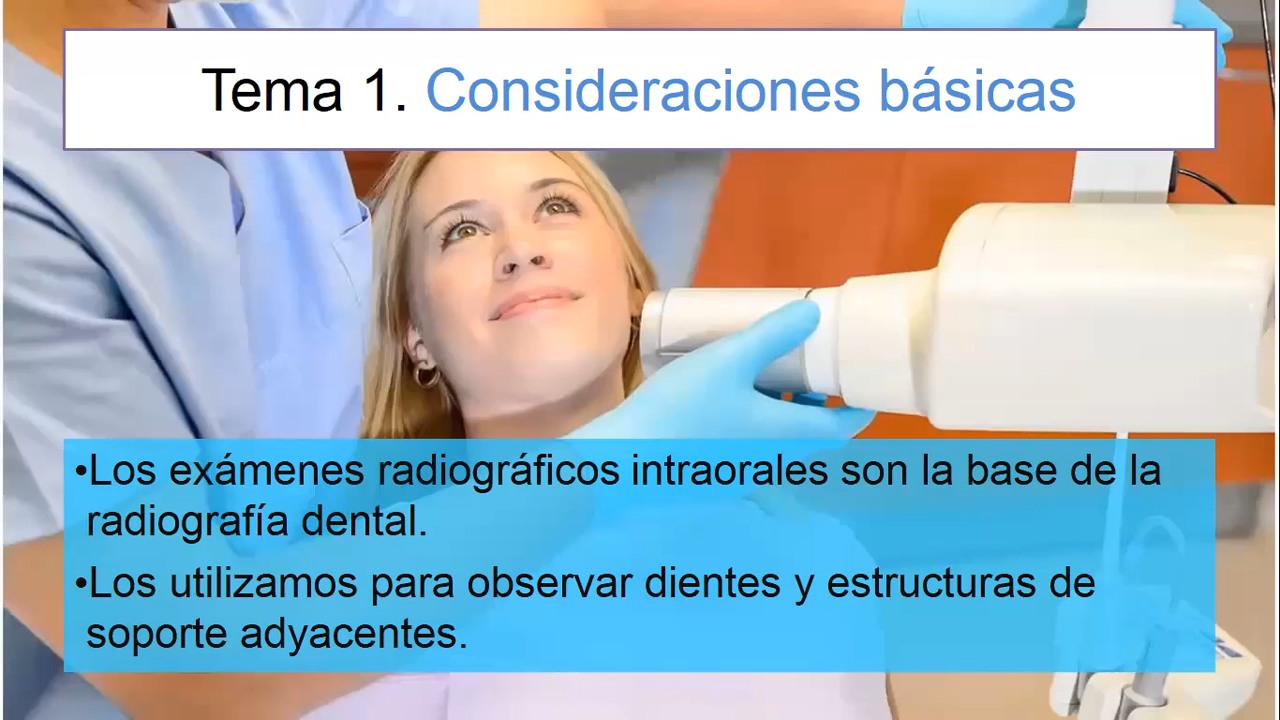 Tema 1. Consideraciones básicas
•Los exámenes radiográficos intraorales son la base de la
radiografía dental.
•Los utilizamos para observar dientes y estructuras de
soporte adyacentes.